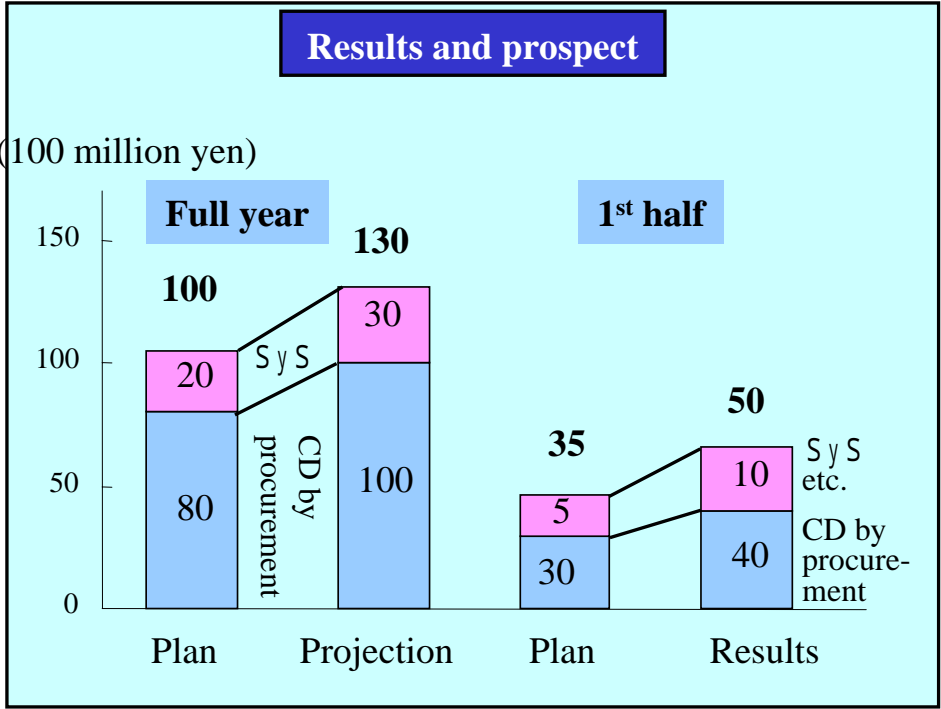 Results and prospect
(100 million yen)
Full year
1st half
150
100
50
0
100
20
80
SyS
CD by
procurement
130
30
100
35
5
30
50
10
40
SyS
etc.
CD by
procure-
ment
Plan
Projection
Plan
Results